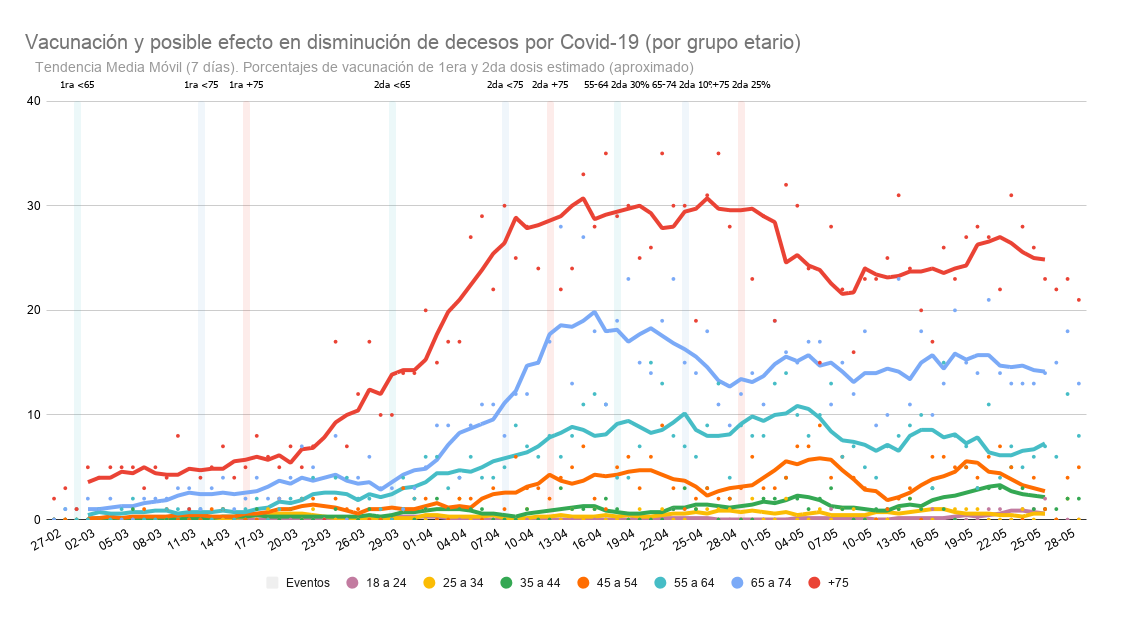 Vacunación y posible efecto en disminución de decesos por Covid-19 (por grupo etario)
Tendencia Media Móvil (7 días). Porcentajes de vacunación de 1era y 2da dosis estimado (aproximado)
1ra <65 1ra <75 1ra +75 2da <65 2da <75 2da +75 55-64 2da 30% 65-74 2da 10% +75 2da 25%
40
30
20
10
0
27-02 02-03 05-03 08-03 11-03 14-03 17-03 20-03 23-03 26-03 29-03 01-04 04-04 07-04 10-04 13-04 16-04 19-04 22-04 25-04 28-04 01-05 04-05 07-05 10-05 13-05 16-05 19-05 22-05 25-05 28-05
Eventos 18 a 24 25 a 34 35 a 44 45 a 54 55 a 64 65 a 74 +75